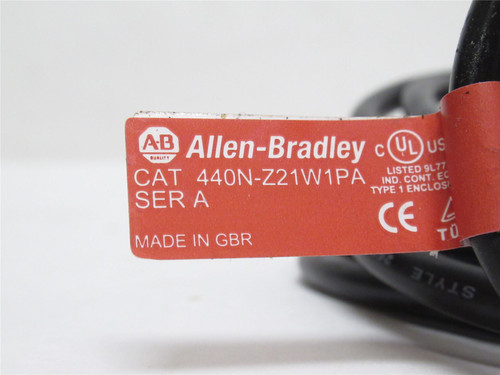 A-B
QUALITY
Allen-Bradley
CAT 440N-Z21W1PA
SER A
MADE IN GBR
C UL US
LISTED 9L77
IND. CONT. EQ
TYPE 1 ENCLOS
CE
TÜ
STYLE